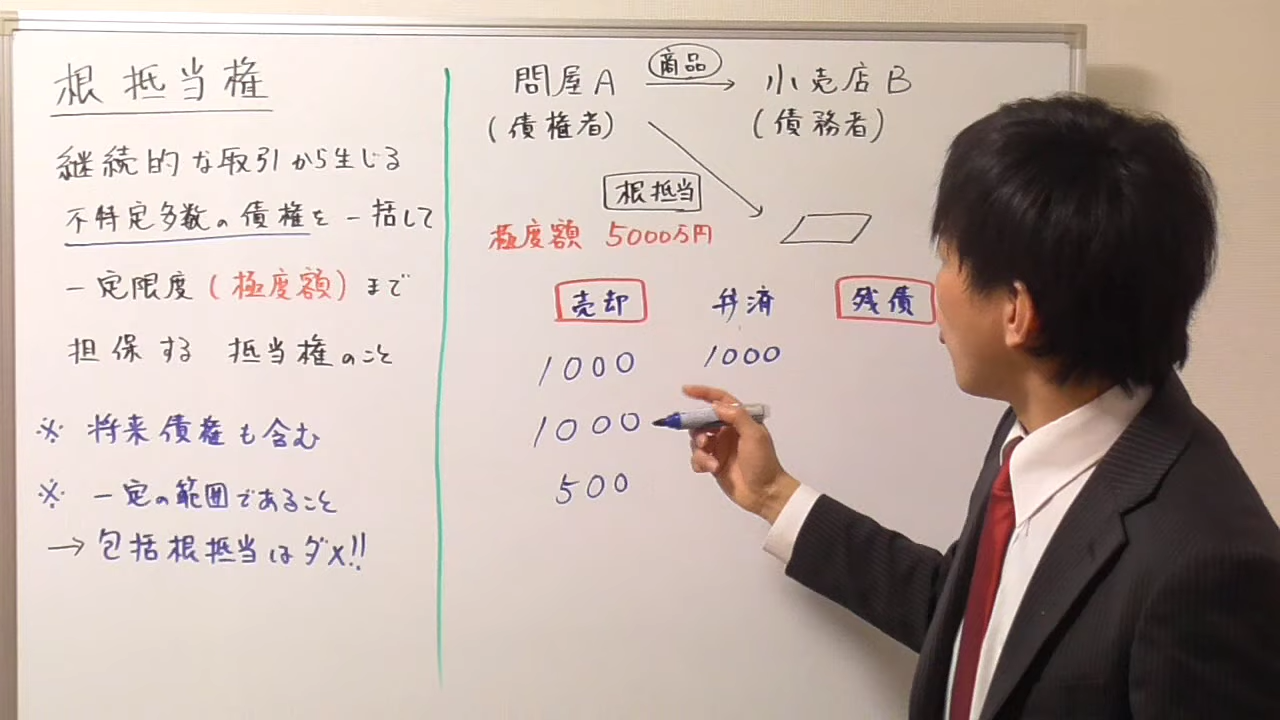 根抵当権
継続的な取引から生じる
不特定多数の債権を一括して
一定限度(極度額)まで
担保する 抵当権のこと
※ 将来債権も含む
※ 一定の範囲であること
→ 包括根抵当はダメ!!
問屋A 商品 → 小売店B
(債権者) (債務者)
根抵当
極度額 5000万円
売却 弁済 残債
1000 1000
1000
500